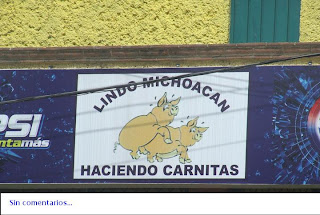 LINDO MICHOACAN
PSI
ntamás
HACIENDO CARNITAS
Sin comentarios...